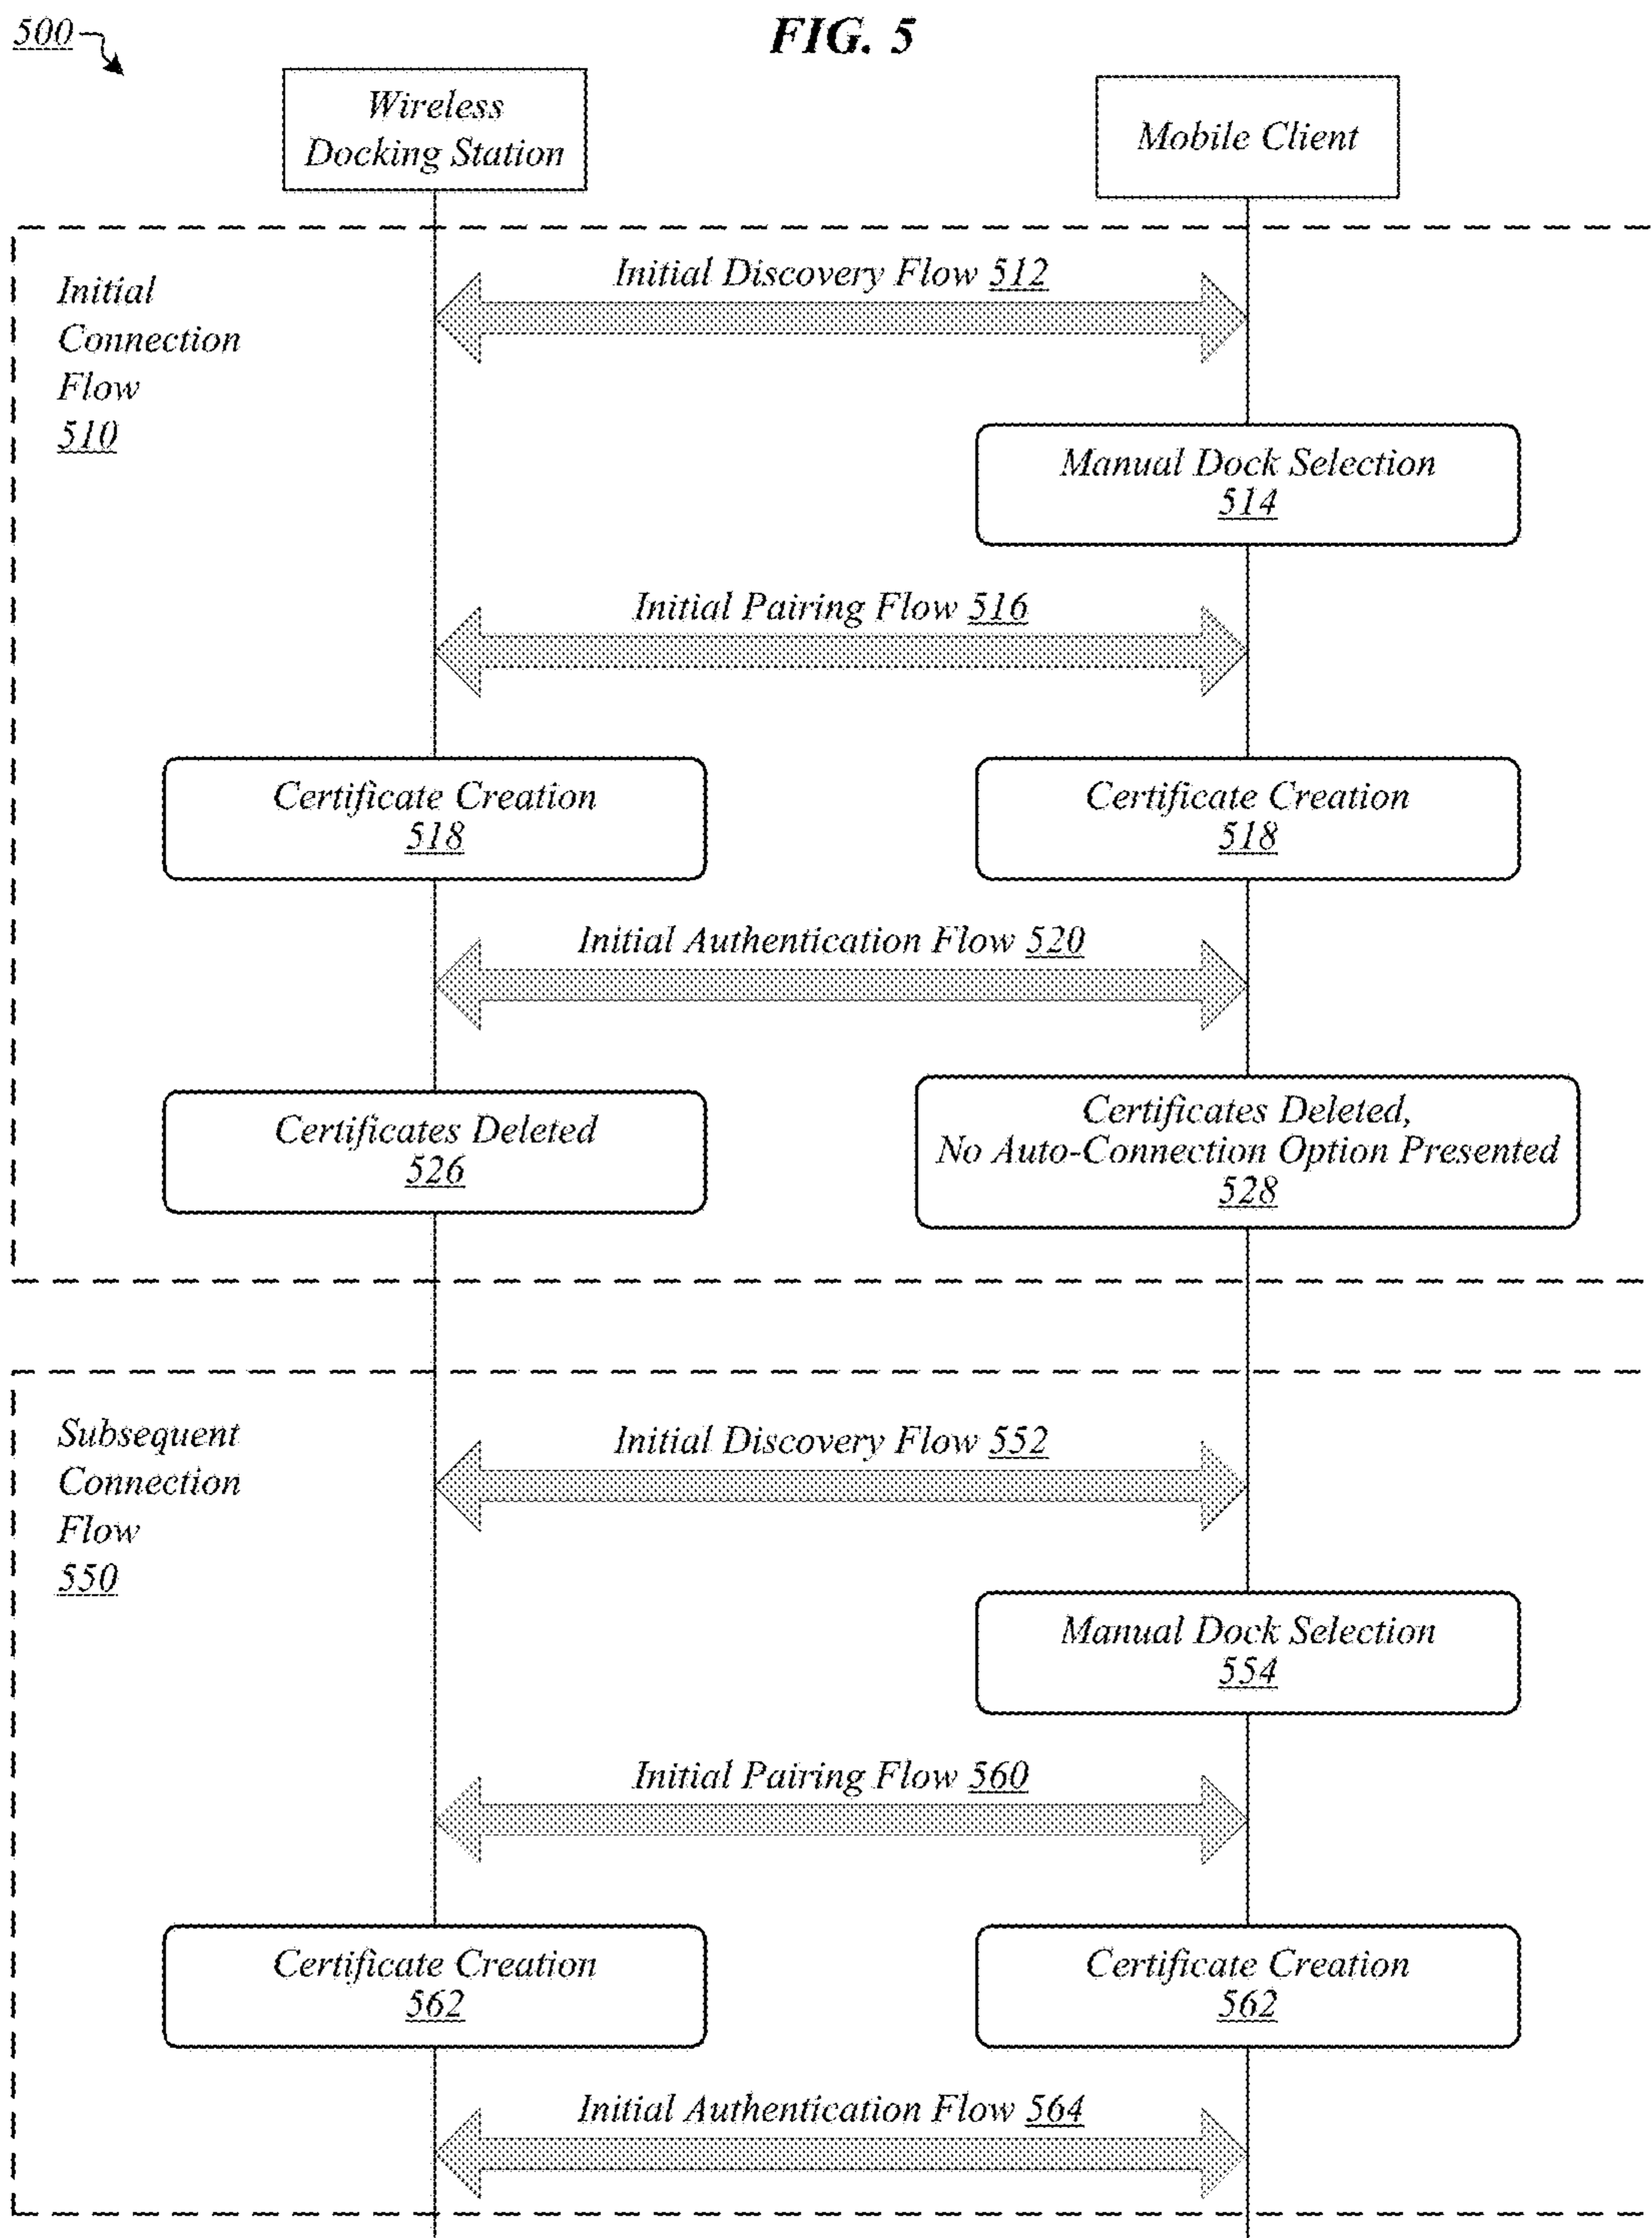 500
FIG. 5
Wireless
Docking Station
Mobile Client
Initial
Connection
Flow
510
Initial Discovery Flow 512
Manual Dock Selection
514
Initial Pairing Flow 516
Certificate Creation
518
Certificate Creation
518
Initial Authentication Flow 520
Certificates Deleted
526
Certificates Deleted,
No Auto-Connection Option Presented
528
Subsequent
Connection
Flow
550
Initial Discovery Flow 552
Manual Dock Selection
554
Initial Pairing Flow 560
Certificate Creation
562
Certificate Creation
562
Initial Authentication Flow 564